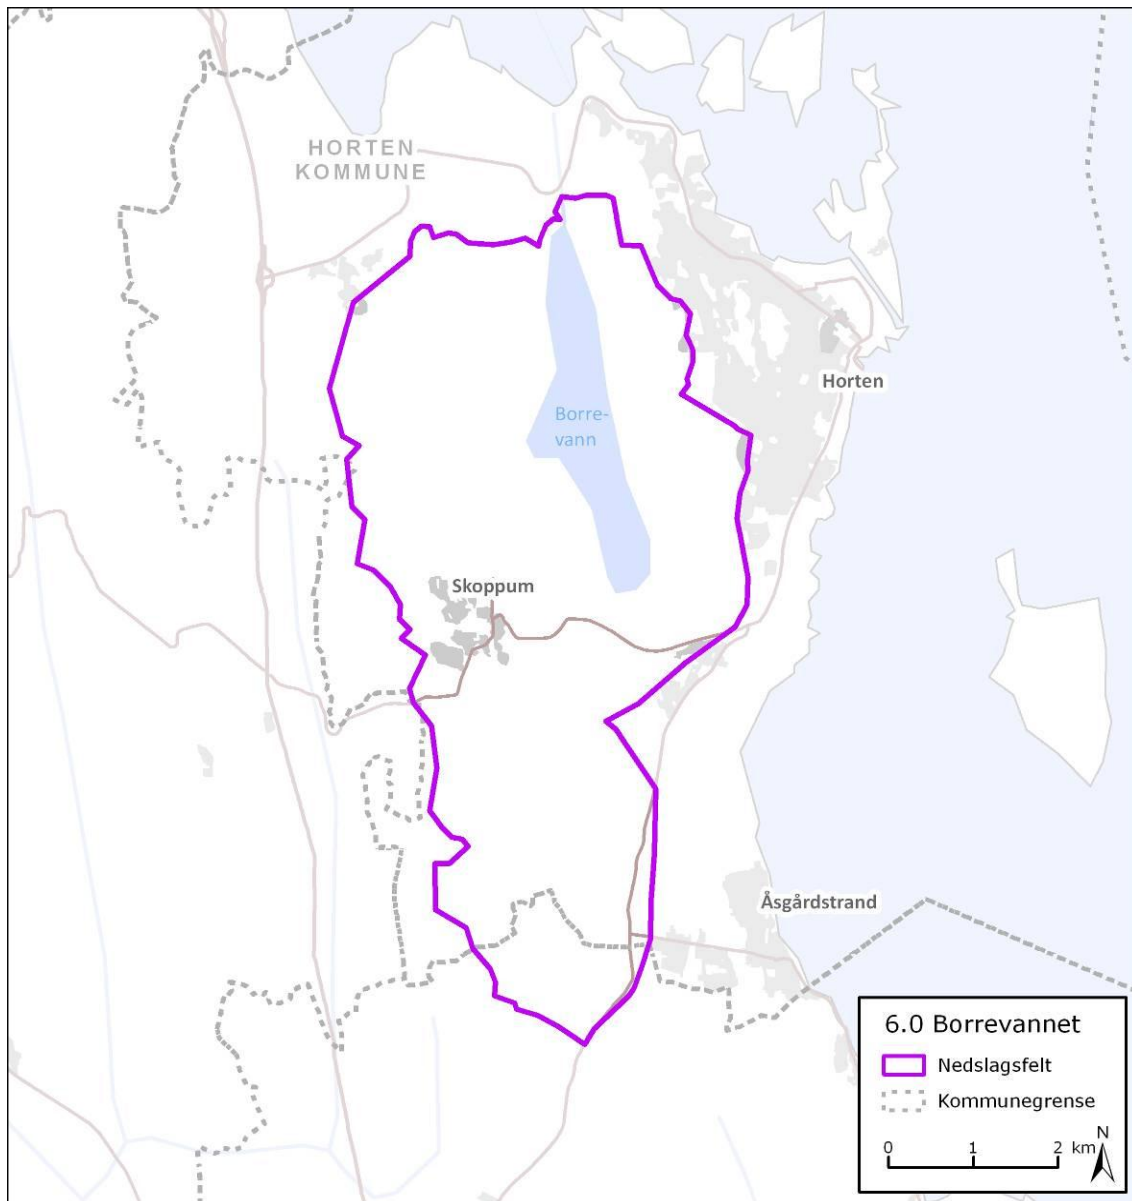 HORTEN
KOMMUNE
Horten
Borre-
vann
Skoppum
Åsgårdstrand
6.0 Borrevannet
Nedslagsfelt
Kommunegrense
0 1 2 km
N